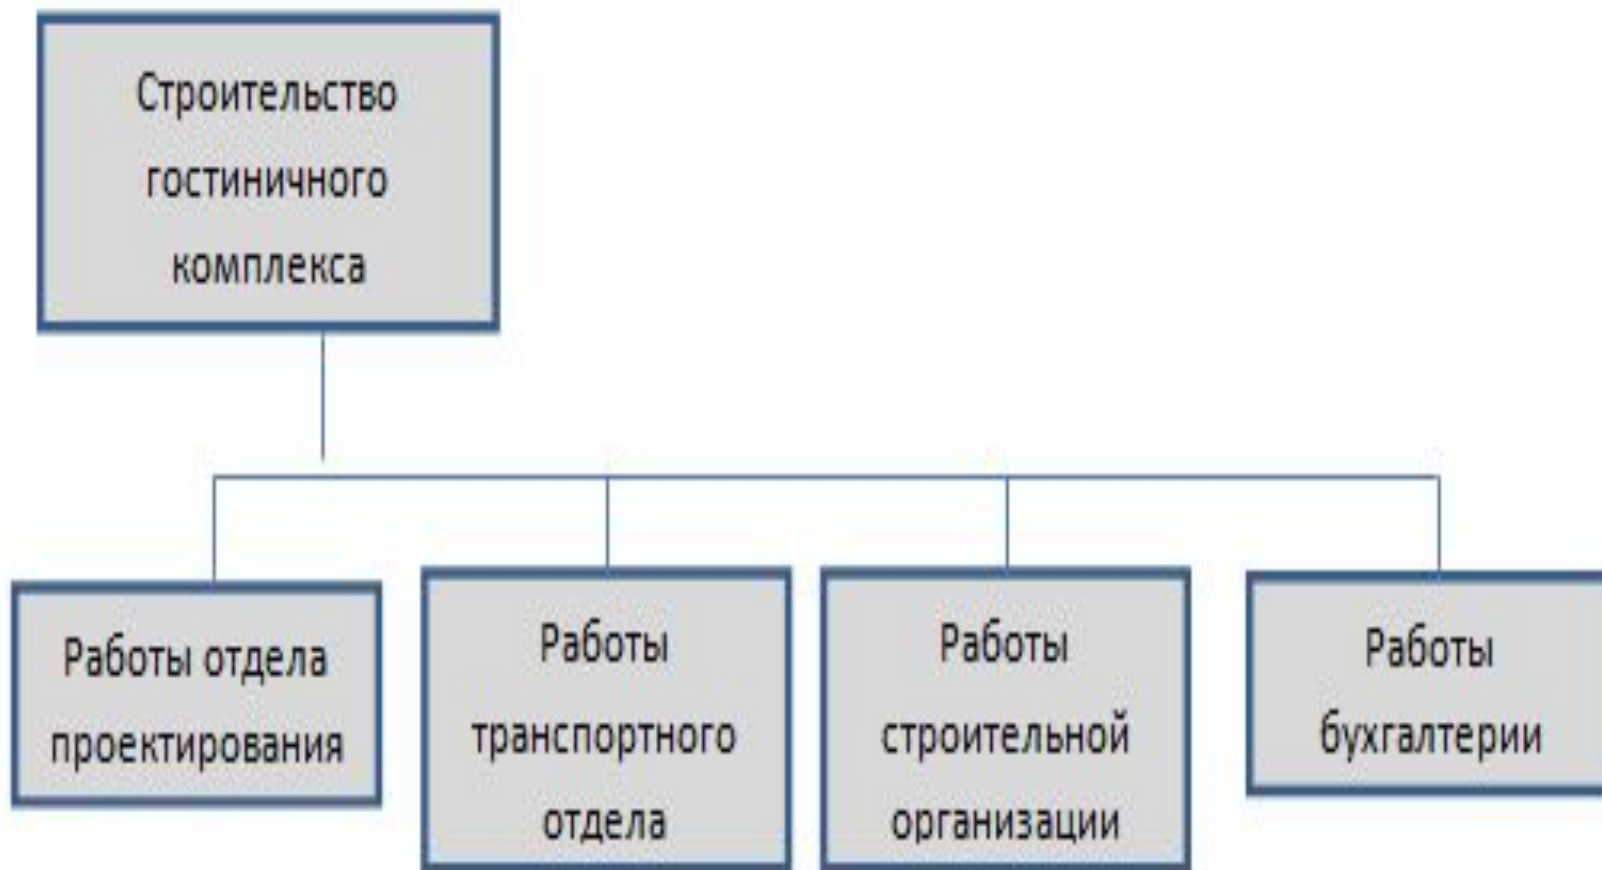 Строительство
гостиничного
комплекса
Работы отдела
проектирования
Работы
транспортного
отдела
Работы
строительной
организации
Работы
бухгалтерии